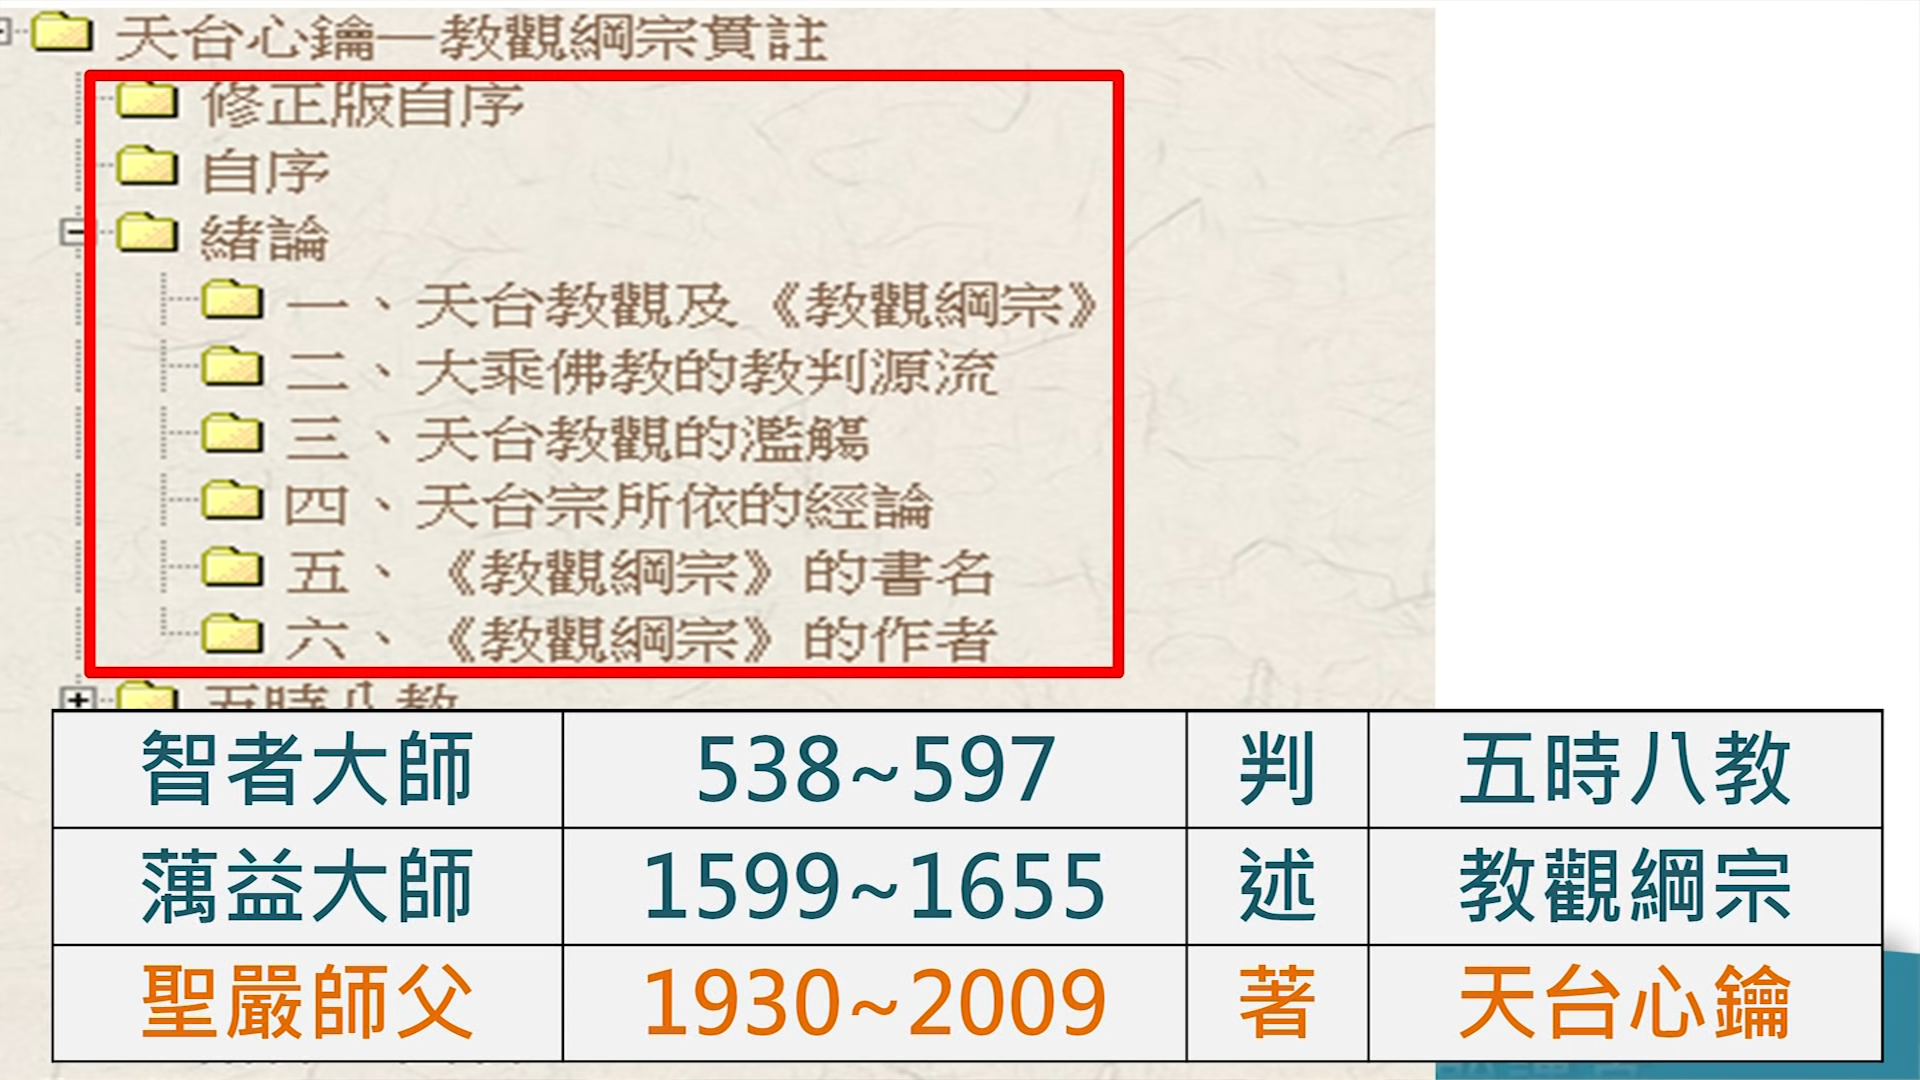 天台心鑰—教觀綱宗貫註
修正版自序
自序
緒論
一、天台教觀及《教觀綱宗》
二、大乘佛教的教判源流
三、天台教觀的濫觴
四、天台宗所依的經論
五、《教觀綱宗》的書名
六、《教觀綱宗》的作者
五時八教
智者大師 538~597 判 五時八教
蕅益大師 1599~1655 述 教觀綱宗
聖嚴師父 1930~2009 著 天台心鑰